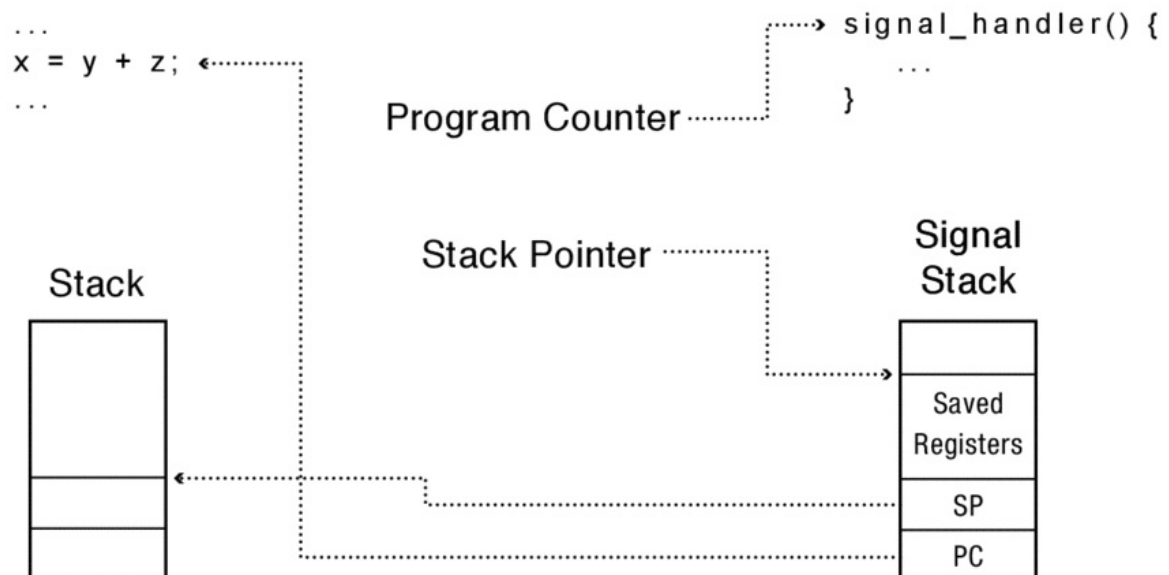 ...
x = y + z;
...
signal_handler() {
...
}
Program Counter
Stack Pointer
Stack
Signal
Stack
Saved
Registers
SP
PC